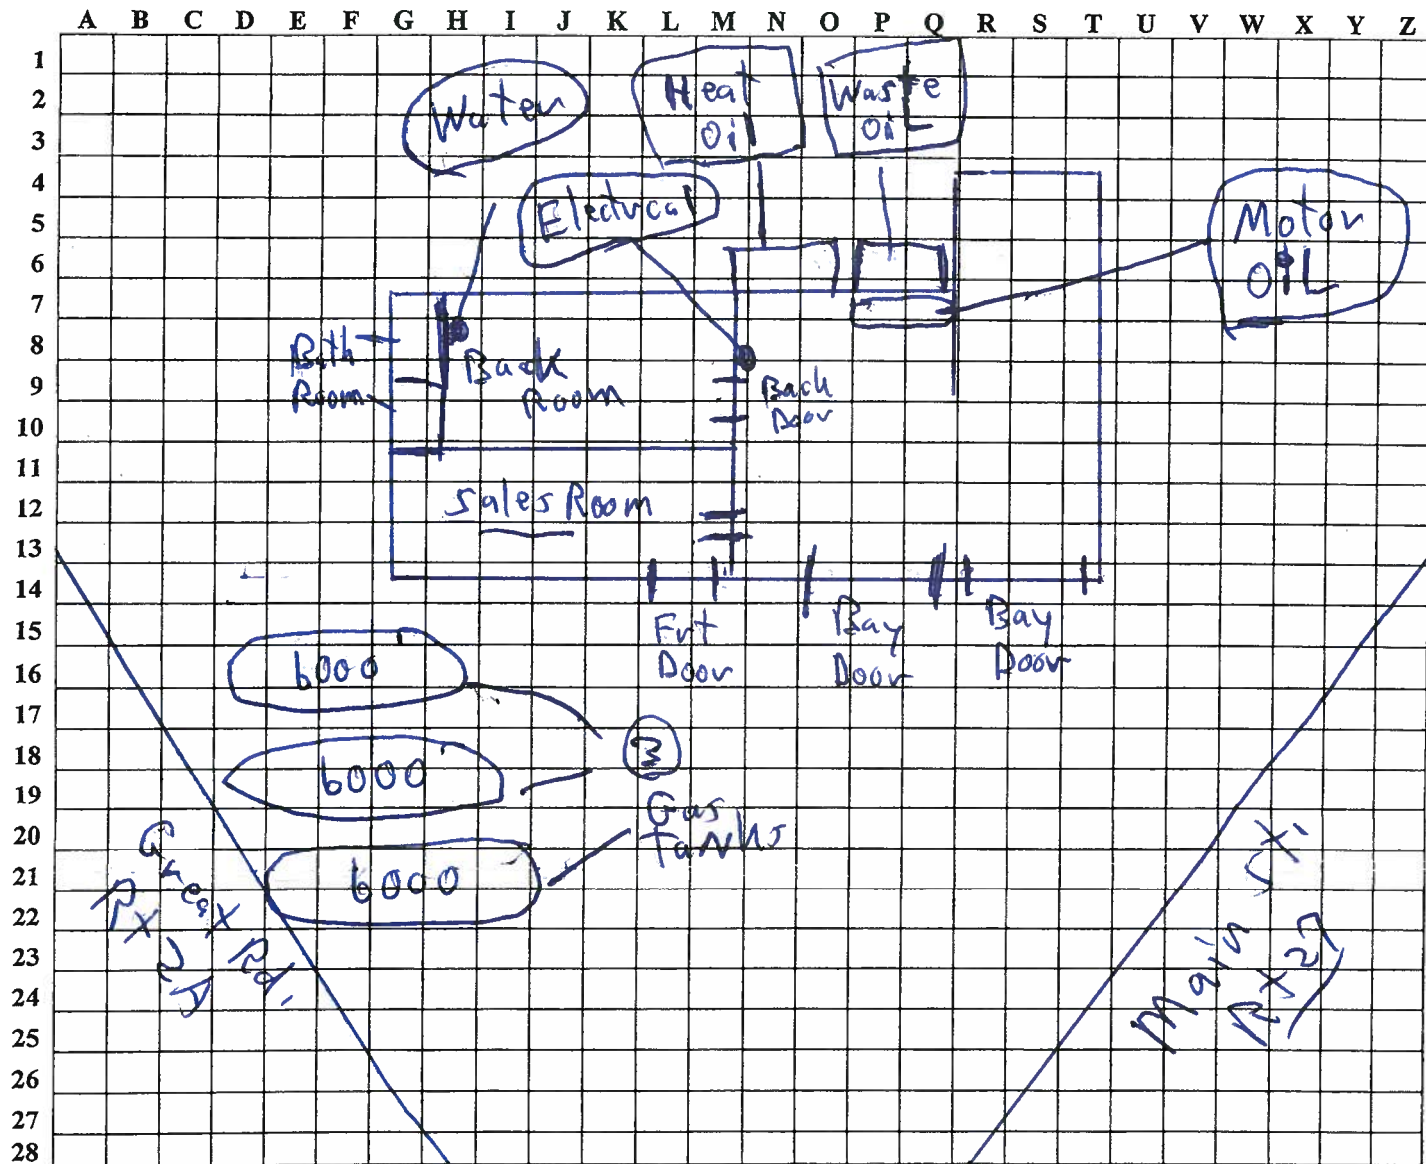 A B C D E F G H I J K L M N O P Q R S T U V W X Y Z
1
2
3
4
5
6
7
8
9
10
11
12
13
14
15
16
17
18
19
20
21
22
23
24
25
26
27
28
Water
Heat
Oil
Waste
Oil
Electrical
Motor
OIL
Bath
Room
Back
Room
Back
Door
Sales Room
Frt
Door
Bay
Door
Bay
Door
6000
6000
6000
3
Gas
Tanks
Great Rd.
Rt 2A
Main St.
Rt 27